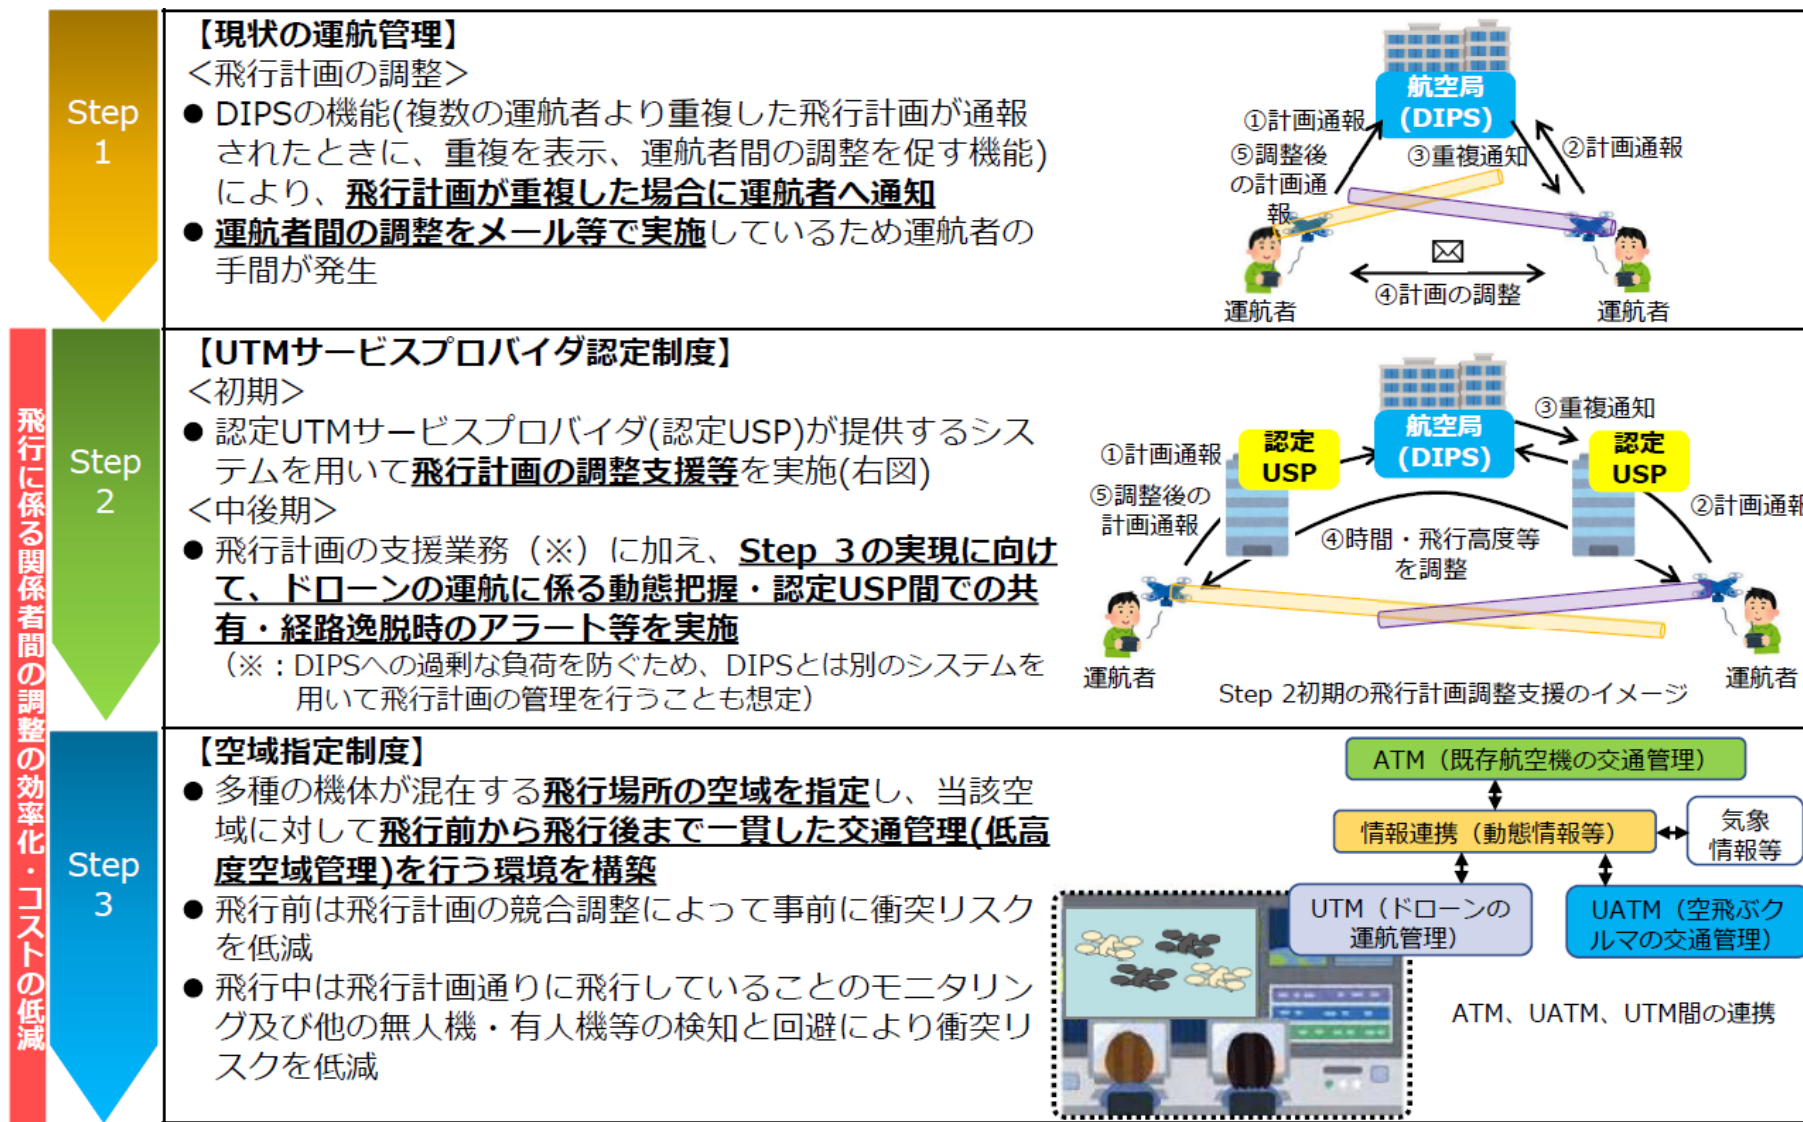 Step
1
【現状の運航管理】
<飛行計画の調整>
● DIPSの機能(複数の運航者より重複した飛行計画が通報
されたときに、重複を表示、運航者間の調整を促す機能)
により、飛行計画が重複した場合に運航者へ通知
● 運航者間の調整をメール等で実施しているため運航者の
手間が発生
航空局
(DIPS)
①計画通報
⑤調整後
の計画通
報
③重複通知
②計画通報
④計画の調整
運航者
運航者
飛行に係る関係者間の調整の効率化・コストの低減
Step
2
【UTMサービスプロバイダ認定制度】
<初期>
● 認定UTMサービスプロバイダ(認定USP)が提供するシス
テムを用いて飛行計画の調整支援等を実施(右図)
<中後期>
● 飛行計画の支援業務（※）に加え、Step ３の実現に向け
て、ドローンの運航に係る動態把握・認定USP間での共
有・経路逸脱時のアラート等を実施
（※：DIPSへの過剰な負荷を防ぐため、DIPSとは別のシステムを
用いて飛行計画の管理を行うことも想定）
航空局
(DIPS)
③重複通知
認定
USP
認定
USP
①計画通報
⑤調整後の
計画通報
②計画通報
④時間・飛行高度等
を調整
運航者
運航者
Step 2初期の飛行計画調整支援のイメージ
Step
3
【空域指定制度】
● 多種の機体が混在する飛行場所の空域を指定し、当該空
域に対して飛行前から飛行後まで一貫した交通管理(低高
度空域管理)を行う環境を構築
● 飛行前は飛行計画の競合調整によって事前に衝突リスク
を低減
● 飛行中は飛行計画通りに飛行していることのモニタリン
グ及び他の無人機・有人機等の検知と回避により衝突リ
スクを低減
ATM（既存航空機の交通管理）
情報連携（動態情報等）
気象
情報等
UTM（ドローンの
運航管理）
UATM（空飛ぶク
ルマの交通管理）
ATM、UATM、UTM間の連携